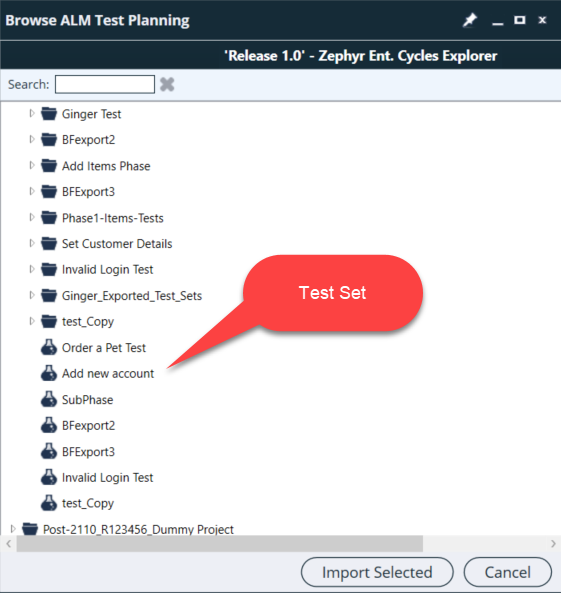 Browse ALM Test Planning
'Release 1.0' - Zephyr Ent. Cycles Explorer
Search:
Ginger Test
BFexport2
Add Items Phase
BFExport3
Phase1-Items-Tests
Set Customer Details
Invalid Login Test
Ginger_Exported_Test_Sets
test_Copy
Order a Pet Test
Add new account
SubPhase
BFexport2
BFExport3
Invalid Login Test
test_Copy
Post-2110_R123456_Dummy Project
Test Set
Import Selected
Cancel